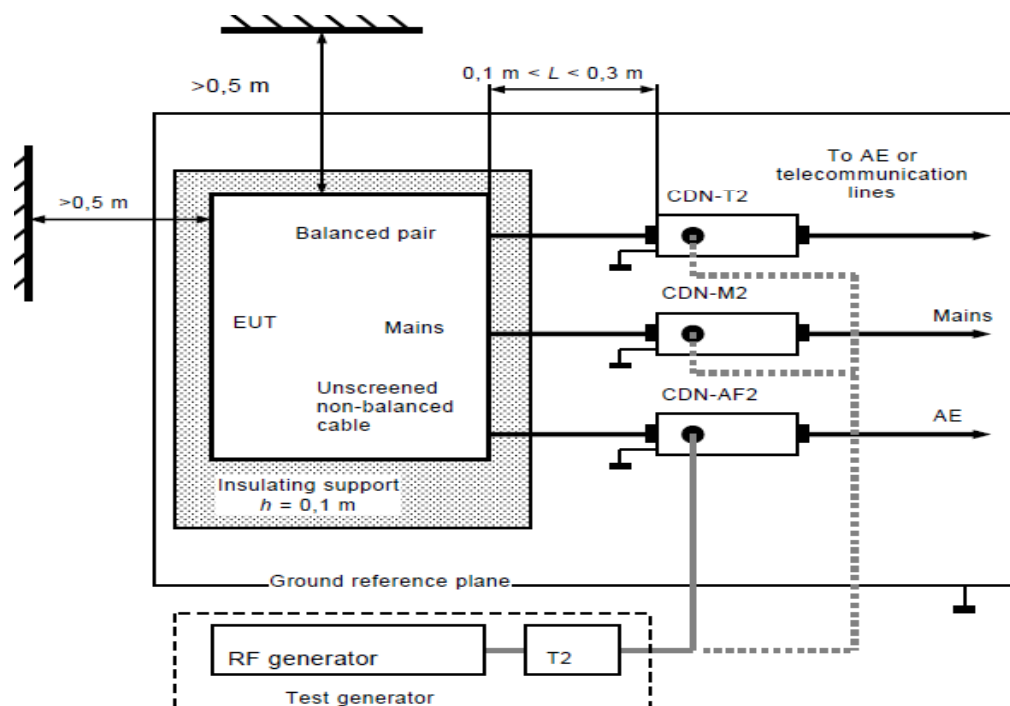 0,1 m < L < 0,3 m
>0,5 m
To AE or
telecommunication
lines
>0,5 m
CDN-T2
Balanced pair
CDN-M2
EUT
Mains
Mains
Unscreened
non-balanced
cable
CDN-AF2
AE
Insulating support
h = 0,1 m
Ground reference plane
RF generator
T2
Test generator